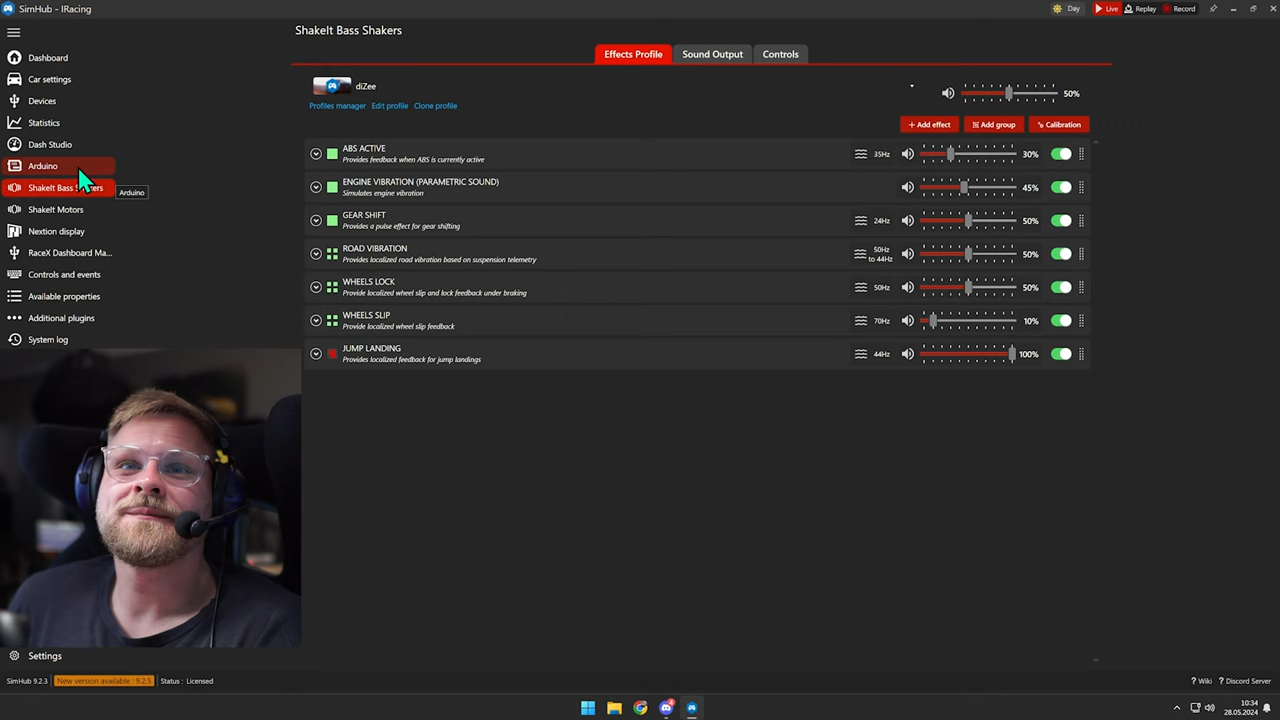 SimHub - IRacing
Day
Live
Replay
Record
ShakeIt Bass Shakers
Dashboard
Car settings
Devices
Statistics
Dash Studio
Arduino
ShakeIt Bass S kers
Arduino
ShakeIt Motors
Nextion display
RaceX Dashboard Ma...
Controls and events
Available properties
Additional plugins
System log
Effects Profile
Sound Output
Controls
diZee
Profiles manager
Edit profile
Clone profile
50%
+ Add effect
Add group
Calibration
ABS ACTIVE
Provides feedback when ABS is currently active
35Hz
30%
ENGINE VIBRATION (PARAMETRIC SOUND)
Simulates engine vibration
45%
GEAR SHIFT
Provides a pulse effect for gear shifting
24Hz
50%
ROAD VIBRATION
Provides localized road vibration based on suspension telemetry
50Hz
to 44Hz
50%
WHEELS LOCK
Provide localized wheel slip and lock feedback under braking
50Hz
50%
WHEELS SLIP
Provide localized wheel slip feedback
70Hz
10%
JUMP LANDING
Provides localized feedback for jump landings
44Hz
100%
Settings
SimHub 9.2.3
New version available : 9.2.5
Status : Licensed
Wiki
Discord Server
10:34
28.05.2024